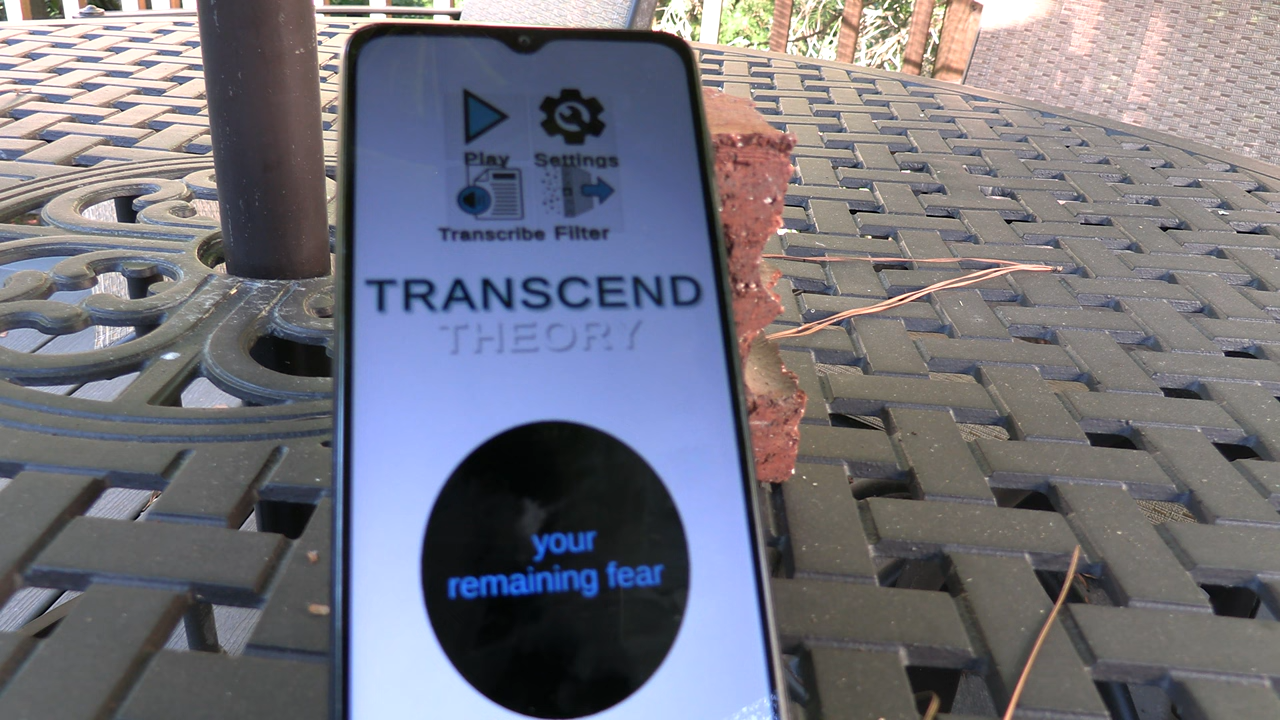 Play Settings
Transcribe Filter
TRANSCEND
THEORY
your
remaining fear